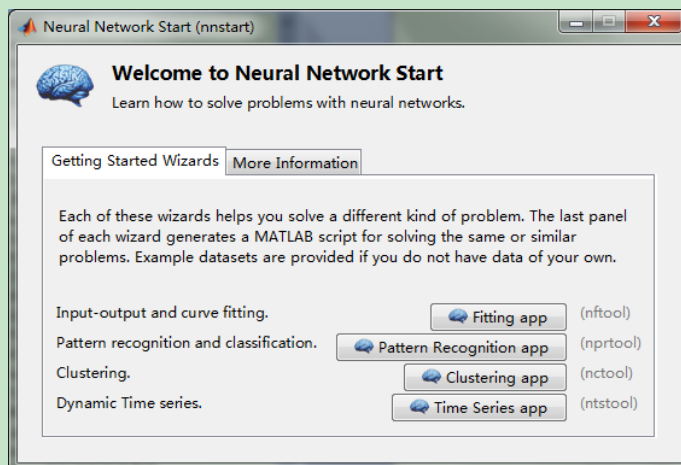 Neural Network Start (nnstart)
Welcome to Neural Network Start
Learn how to solve problems with neural networks.
Getting Started Wizards More Information
Each of these wizards helps you solve a different kind of problem. The last panel
of each wizard generates a MATLAB script for solving the same or similar
problems. Example datasets are provided if you do not have data of your own.
Input-output and curve fitting. Fitting app (nftool)
Pattern recognition and classification. Pattern Recognition app (nprtool)
Clustering. Clustering app (nctool)
Dynamic Time series. Time Series app (ntstool)